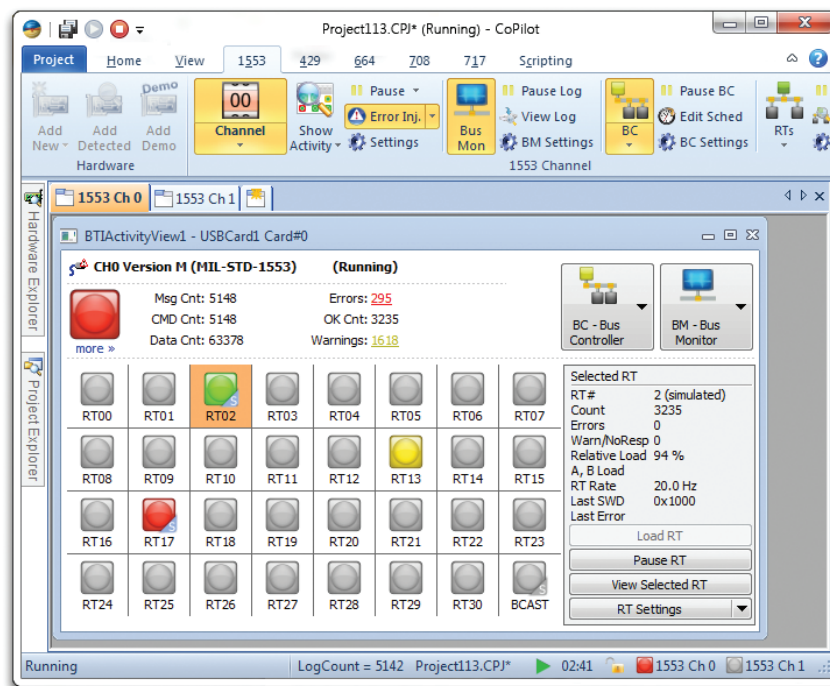 Project113.CPJ* (Running) - CoPilot
Project Home View 1553 429 664 708 717 Scripting
Add New
Add Detected
Demo
Add Demo
Hardware
00
Channel
Show Activity
Pause
Error Inj.
Settings
Bus Mon
Pause Log
View Log
BM Settings
BC
Pause BC
Edit Sched
BC Settings
RTs
1553 Channel
Hardware Explorer
Project Explorer
1553 Ch 0 1553 Ch 1
BTIActivityView1 - USBCard1 Card#0
CH0 Version M (MIL-STD-1553) (Running)
more »
Msg Cnt: 5148 Errors: 295
CMD Cnt: 5148 OK Cnt: 3235
Data Cnt: 63378 Warnings: 1618
BC - Bus Controller
BM - Bus Monitor
RT00 RT01 RT02 RT03 RT04 RT05 RT06 RT07
RT08 RT09 RT10 RT11 RT12 RT13 RT14 RT15
RT16 RT17 RT18 RT19 RT20 RT21 RT22 RT23
RT24 RT25 RT26 RT27 RT28 RT29 RT30 BCAST
Selected RT
RT# 2 (simulated)
Count 3235
Errors 0
Warn/NoResp 0
Relative Load 94 %
A, B Load
RT Rate 20.0 Hz
Last SWD 0x1000
Last Error
Load RT
Pause RT
View Selected RT
RT Settings
Running LogCount = 5142 Project113.CPJ* 02:41 1553 Ch 0 1553 Ch 1